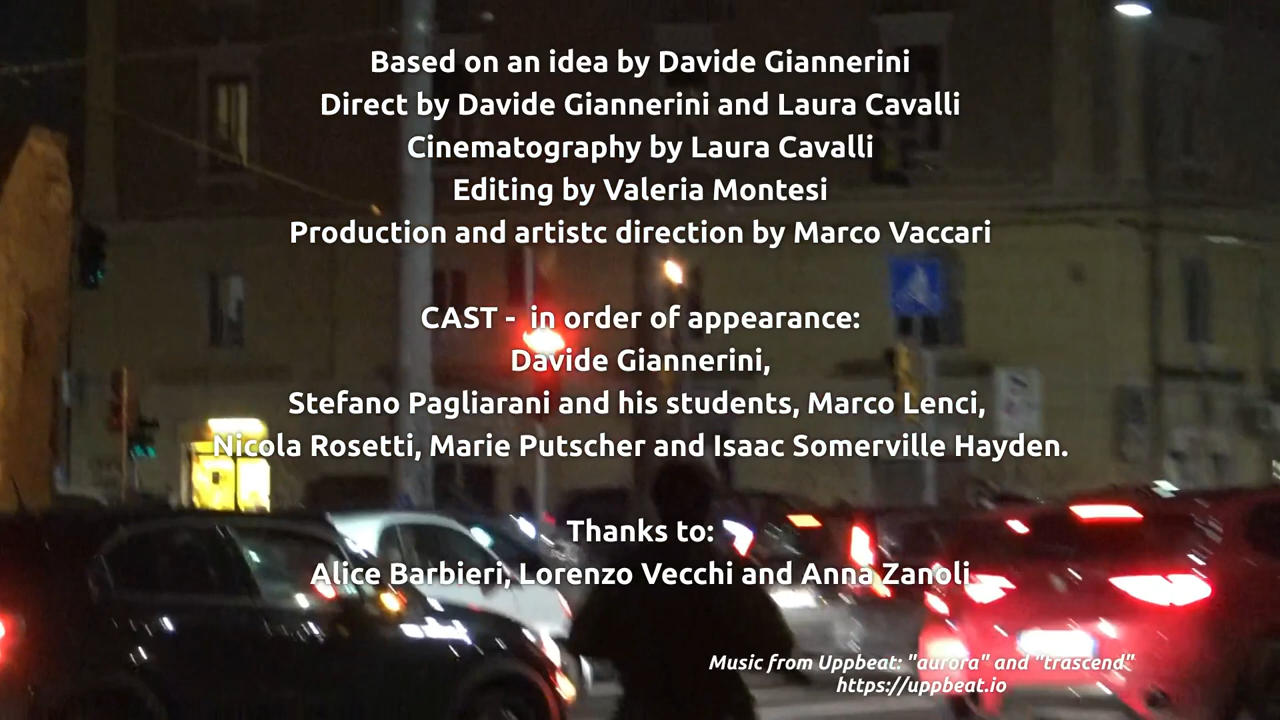 Based on an idea by Davide Giannerini
Direct by Davide Giannerini and Laura Cavalli
Cinematography by Laura Cavalli
Editing by Valeria Montesi
Production and artistc direction by Marco Vaccari
CAST -  in order of appearance:
Davide Giannerini,
Stefano Pagliarani and his students, Marco Lenci,
Nicola Rosetti, Marie Putscher and Isaac Somerville Hayden.
Thanks to:
Alice Barbieri, Lorenzo Vecchi and Anna Zanoli
Music from Uppbeat: "aurora" and "trascend"
https://uppbeat.io